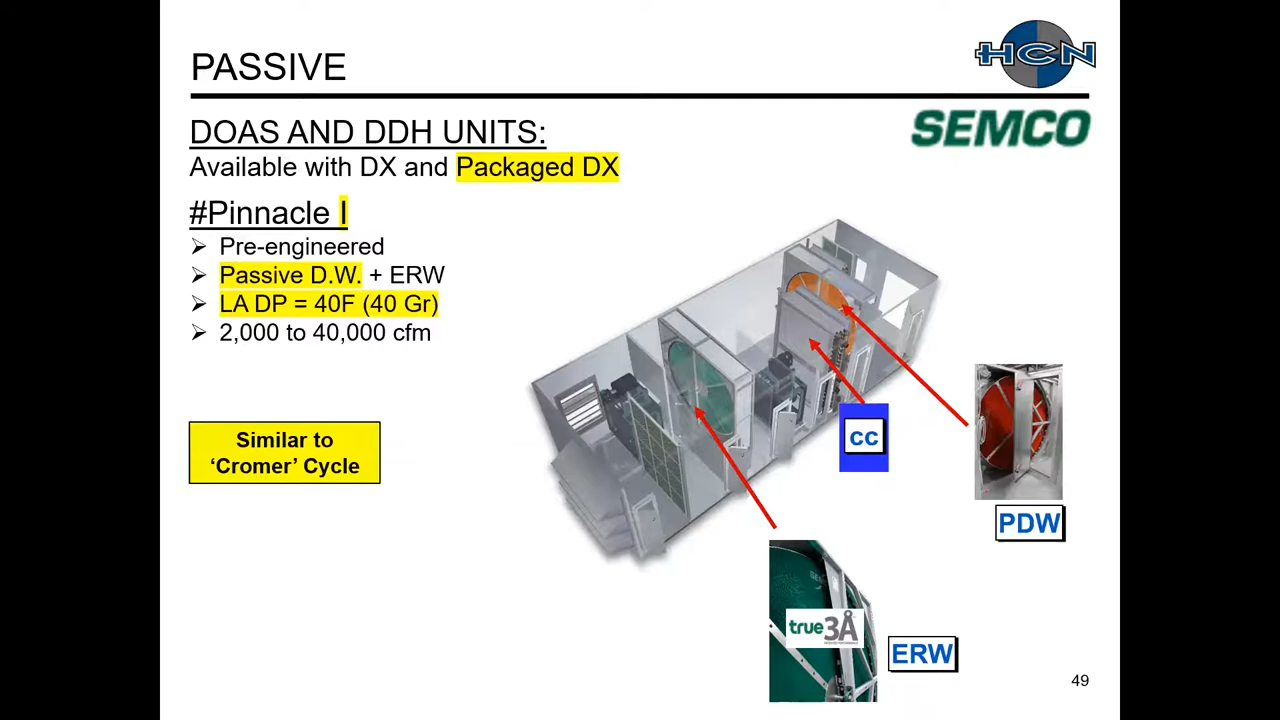 PASSIVE
HCN
SEMCO
DOAS AND DDH UNITS:
Available with DX and Packaged DX
#Pinnacle I
Pre-engineered
Passive D.W. + ERW
LA DP = 40F (40 Gr)
2,000 to 40,000 cfm
Similar to
‘Cromer’ Cycle
cc
PDW
true3Å
ERW
49